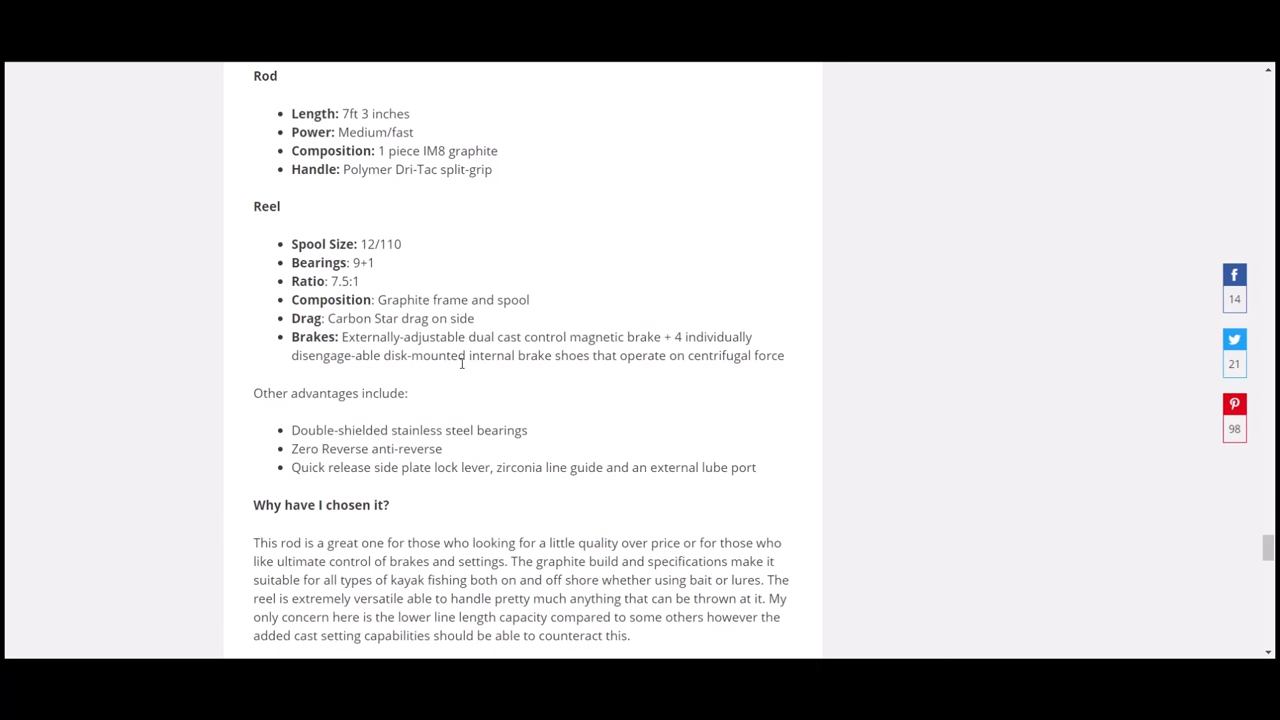 Rod
• Length: 7ft 3 inches
• Power: Medium/fast
• Composition: 1 piece IM8 graphite
• Handle: Polymer Dri-Tac split-grip
Reel
• Spool Size: 12/110
• Bearings: 9+1
• Ratio: 7.5:1
• Composition: Graphite frame and spool
• Drag: Carbon Star drag on side
• Brakes: Externally-adjustable dual cast control magnetic brake + 4 individually
disengage-able disk-mounted internal brake shoes that operate on centrifugal force
Other advantages include:
• Double-shielded stainless steel bearings
• Zero Reverse anti-reverse
• Quick release side plate lock lever, zirconia line guide and an external lube port
Why have I chosen it?
This rod is a great one for those who looking for a little quality over price or for those who
like ultimate control of brakes and settings. The graphite build and specifications make it
suitable for all types of kayak fishing both on and off shore whether using bait or lures. The
reel is extremely versatile able to handle pretty much anything that can be thrown at it. My
only concern here is the lower line length capacity compared to some others however the
added cast setting capabilities should be able to counteract this.
14
21
98